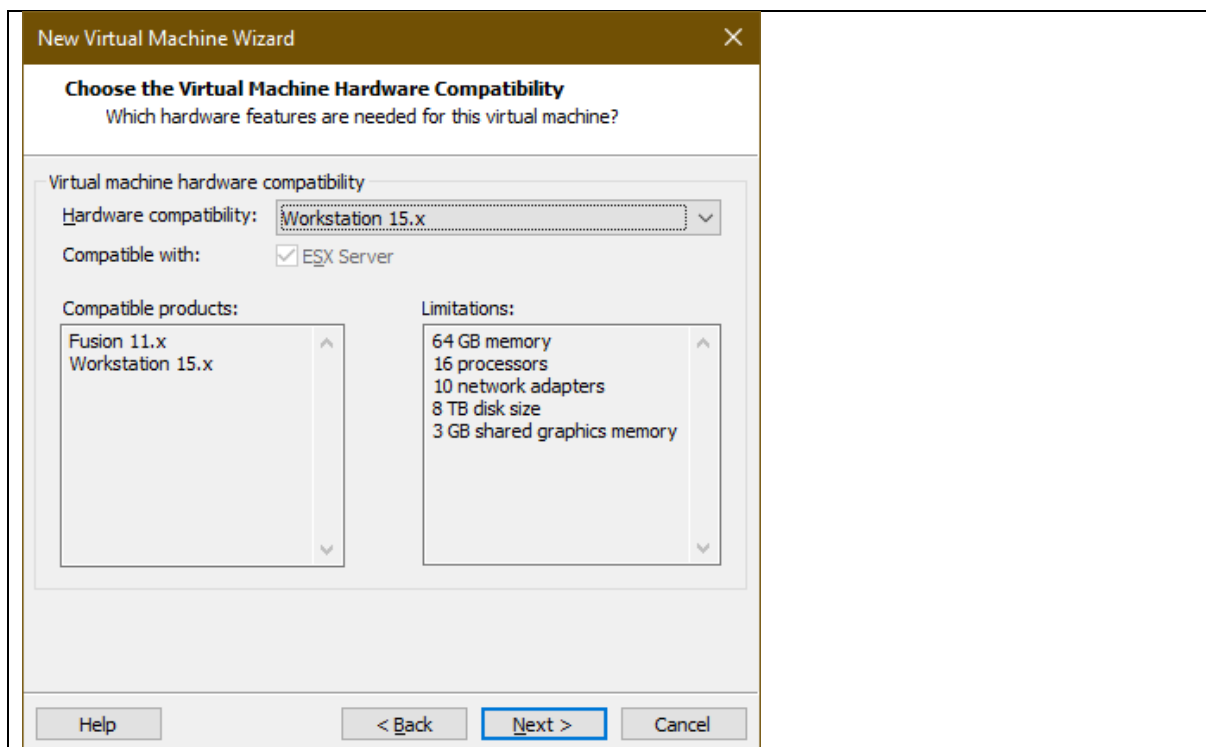 New Virtual Machine Wizard
Choose the Virtual Machine Hardware Compatibility
Which hardware features are needed for this virtual machine?
Virtual machine hardware compatibility
Hardware compatibility: Workstation 15.x
Compatible with: ESX Server
Compatible products:
Fusion 11.x
Workstation 15.x
Limitations:
64 GB memory
16 processors
10 network adapters
8 TB disk size
3 GB shared graphics memory
Help < Back Next > Cancel